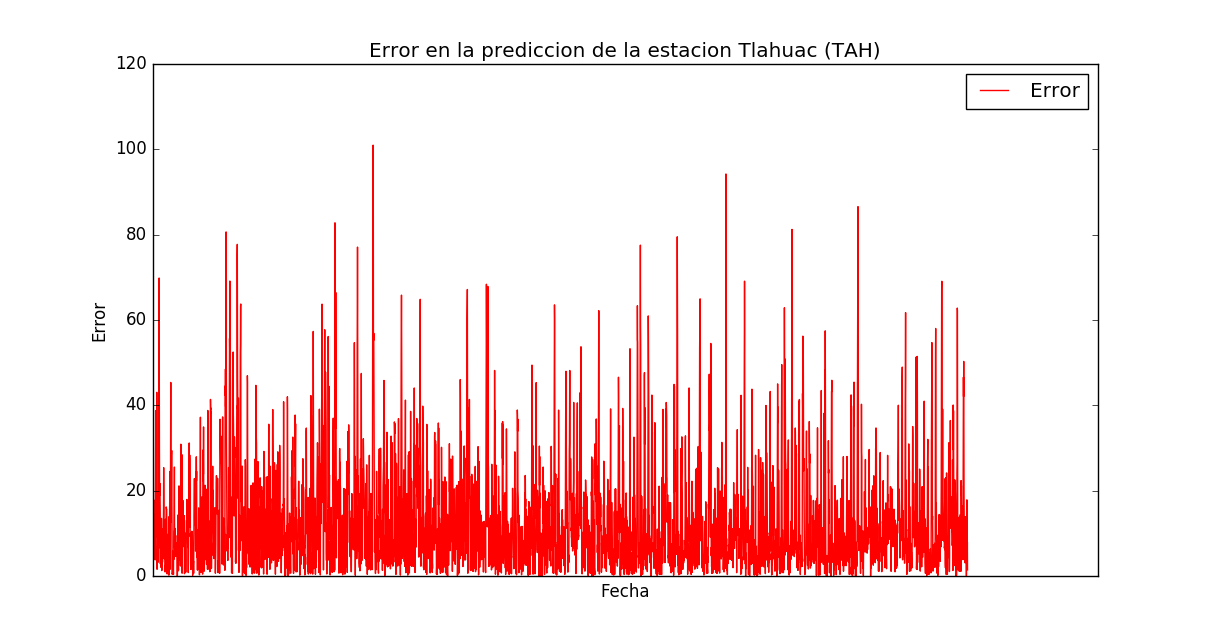 Error en la prediccion de la estacion Tlahuac (TAH)
120
100
80
60
40
20
0
Error
Error
Fecha